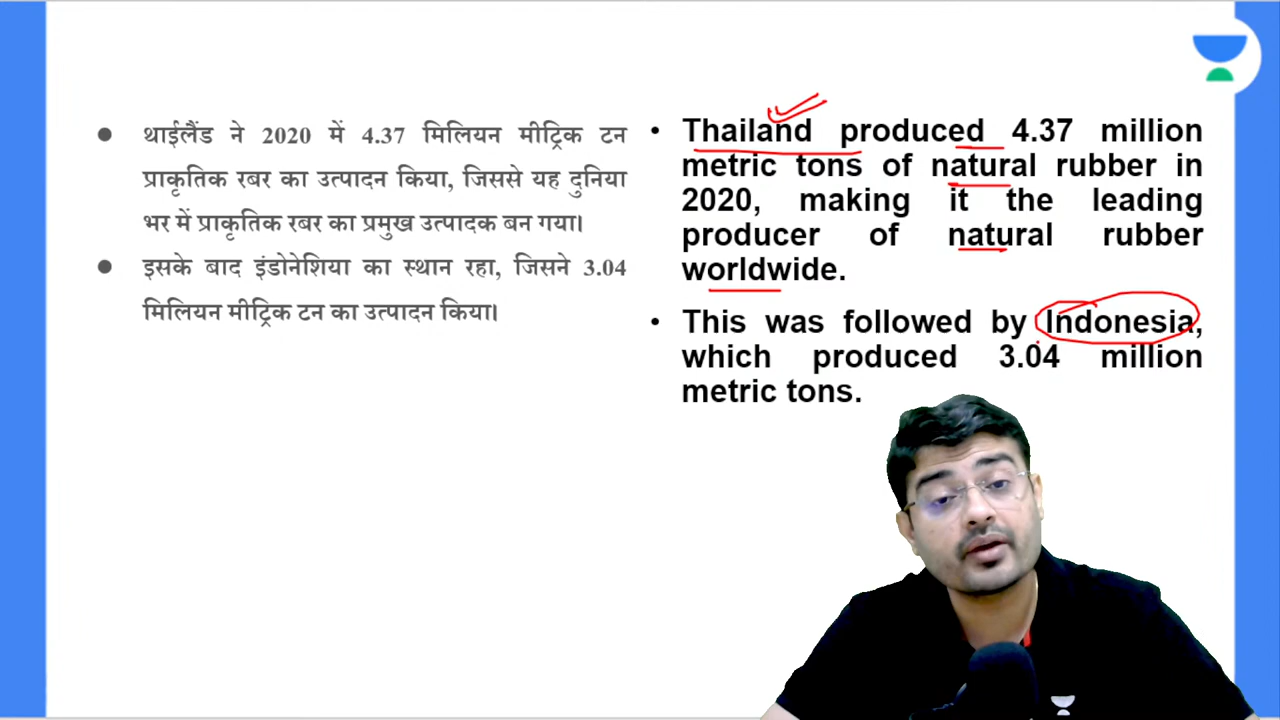 ● थाईलैंड ने 2020 में 4.37 मिलियन मीट्रिक टन
प्राकृतिक रबर का उत्पादन किया, जिससे यह दुनिया
भर में प्राकृतिक रबर का प्रमुख उत्पादक बन गया।
● इसके बाद इंडोनेशिया का स्थान रहा, जिसने 3.04
मिलियन मीट्रिक टन का उत्पादन किया।
• Thailand produced 4.37 million
metric tons of natural rubber in
2020, making it the leading
producer of natural rubber
worldwide.
• This was followed by Indonesia,
which produced 3.04 million
metric tons.